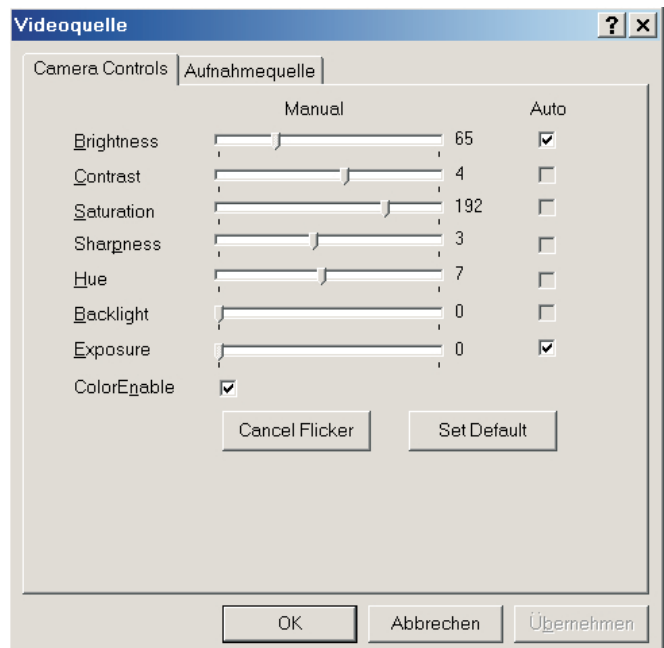 Videoquelle
Camera Controls Aufnahmequelle
Manual Auto
Brightness 65
Contrast 4
Saturation 192
Sharpness 3
Hue 7
Backlight 0
Exposure 0
ColorEnable
Cancel Flicker Set Default
OK Abbrechen Übernehmen